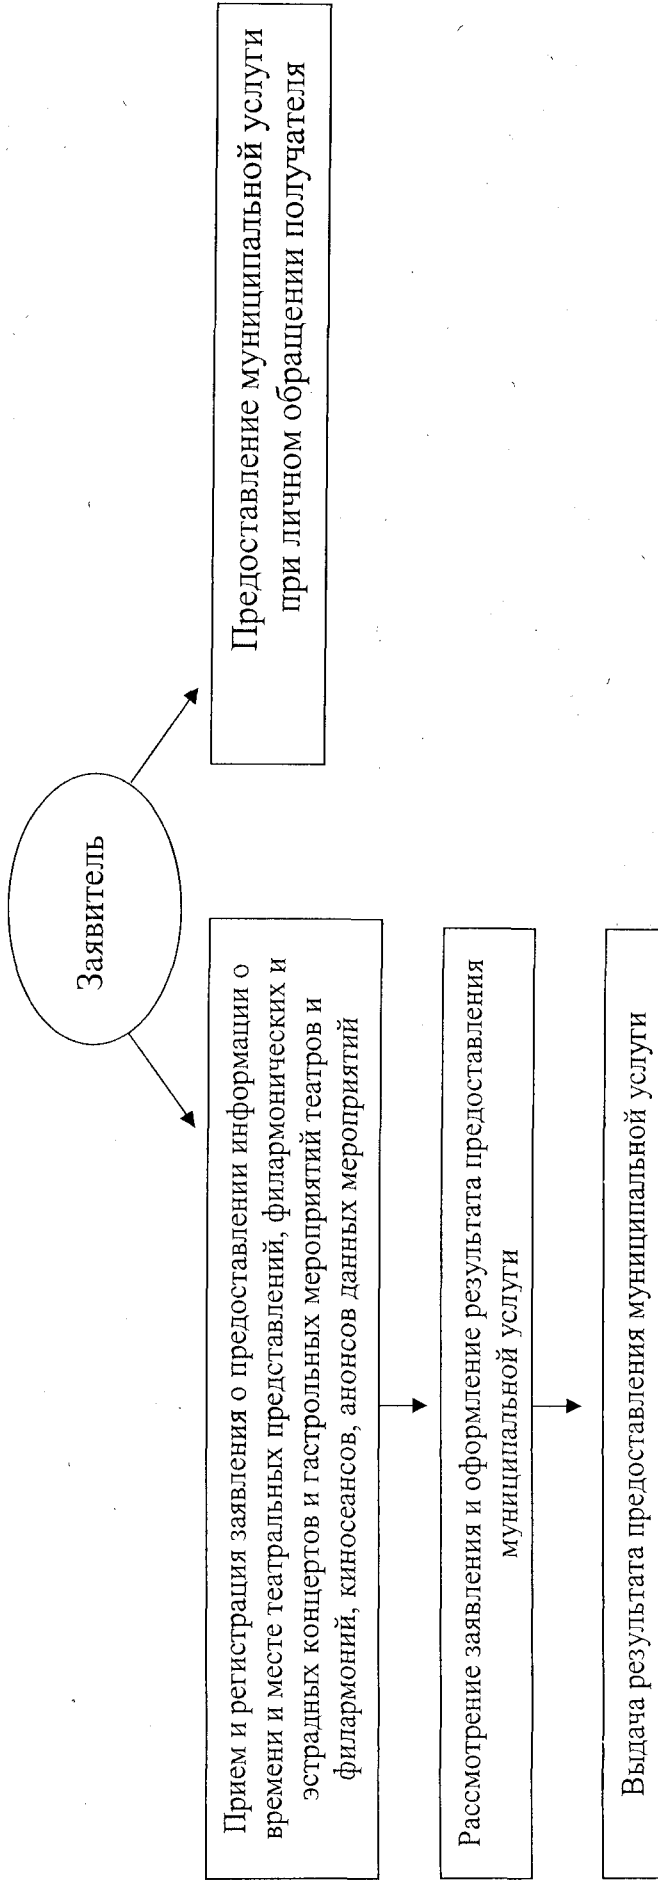 Заявитель
Прием и регистрация заявления о предоставлении информации о
времени и месте театральных представлений, филармонических и
эстрадных концертов и гастрольных мероприятий театров и
филармоний, киносеансов, анонсов данных мероприятий
Предоставление муниципальной услуги
при личном обращении получателя
Рассмотрение заявления и оформление результата предоставления
муниципальной услуги
Выдача результата предоставления муниципальной услуги